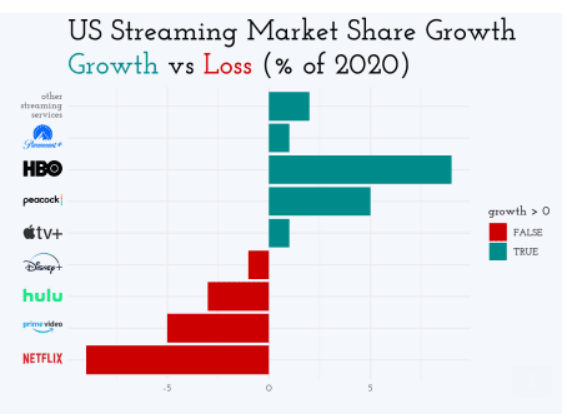 US Streaming Market Share Growth
Growth vs Loss (% of 2020)
other
streaming
services
Paramount+
HBO
peacock
tv+
Disney+
hulu
prime video
NETFLIX
-5
0
5
growth > 0
FALSE
TRUE